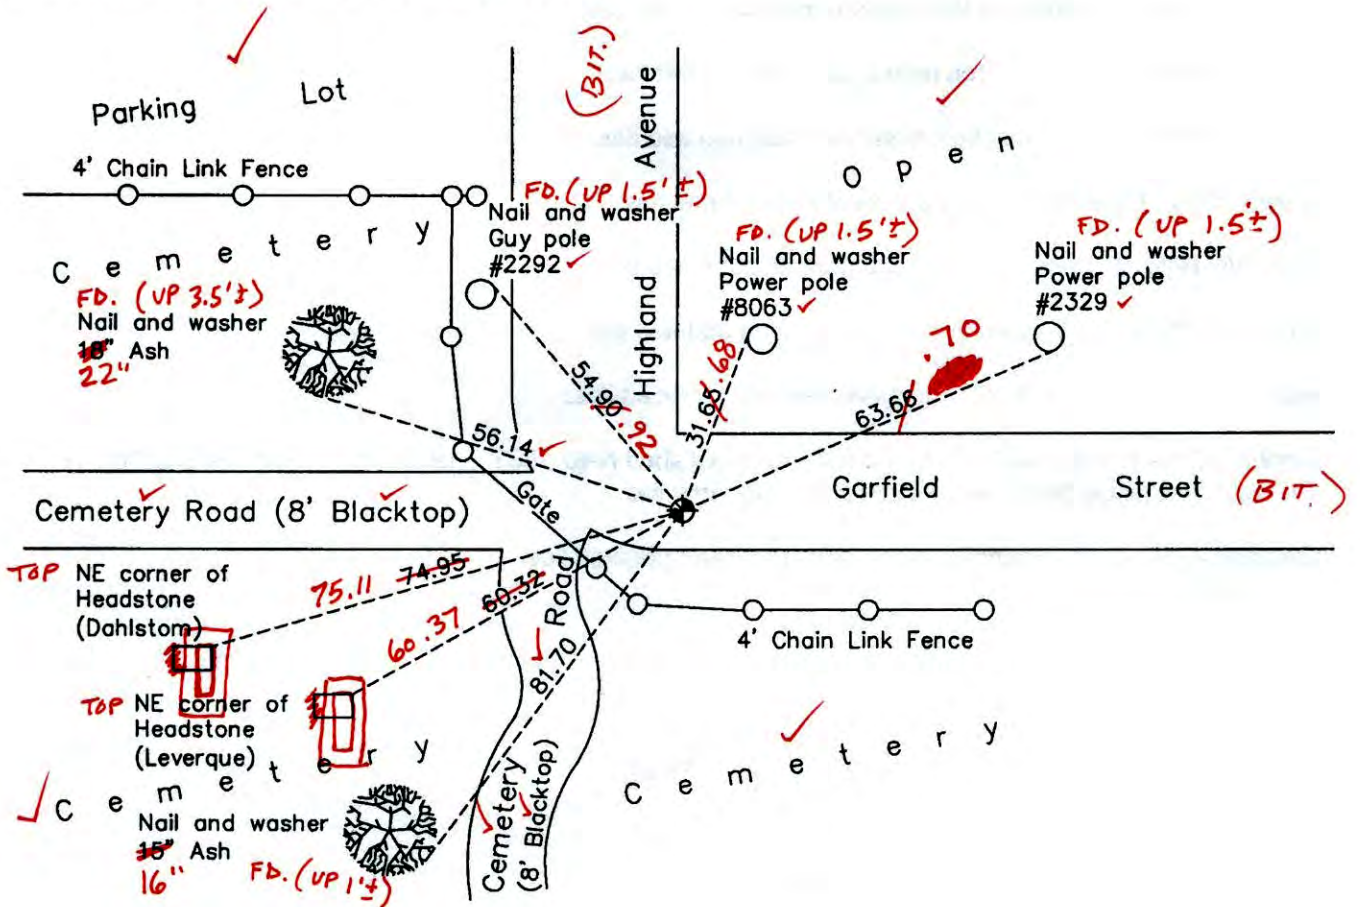 (BIT.)
Parking Lot
4' Chain Link Fence
Highland Avenue
Open
Cemetery
FD. (UP 1.5'±)
Nail and washer
Guy pole
#2292 ✓
FD. (UP 1.5'±)
Nail and washer
Power pole
#8063 ✓
FD. (UP 1.5'±)
Nail and washer
Power pole
#2329 ✓
FD. (UP 3.5'±)
Nail and washer
18" Ash
22"
54.90 .92
31.65 .68
63.66 .70
56.14 ✓
Gate
Cemetery Road (8' Blacktop)
Garfield Street (BIT.)
TOP NE corner of
Headstone
(Dahlstom)
75.11 74.95
60.37 60.32
81.70
TOP NE corner of
Headstone
(Leverque)
4' Chain Link Fence
Cemetery
Cemetery Road
(8' Blacktop)
Cemetery
Nail and washer
15" Ash
16"
FD. (UP 1'±)